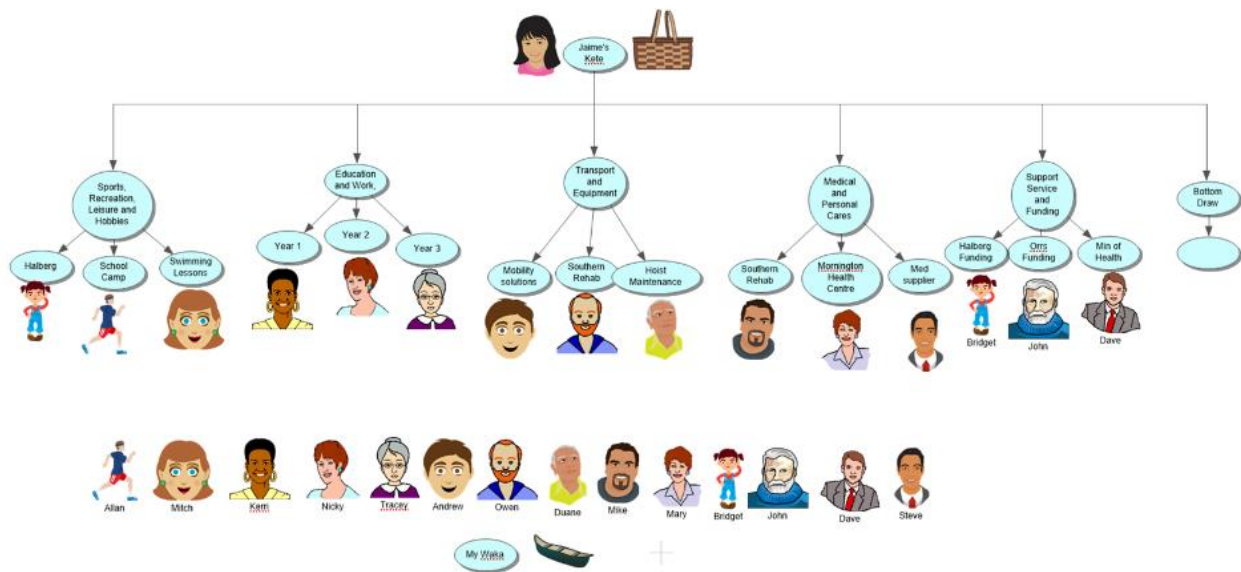 Jaime's
Kete
Sports,
Recreation,
Leisure and
Hobbies
Education
and Work,
Transport
and
Equipment
Medical
and
Personal
Cares
Support
Service
and
Funding
Bottom
Draw
Halberg
School
Camp
Swimming
Lessons
Year 1
Year 2
Year 3
Mobility
solutions
Southern
Rehab
Hoist
Maintenance
Southern
Rehab
Mornington
Health
Centre
Med
supplier
Halberg
Funding
Orrs
Funding
Min of
Health
Bridget
John
Dave
Allan
Mitch
Kerri
Nicky
Tracey
Andrew
Owen
Duane
Mike
Mary
Bridget
John
Dave
Steve
My Waka